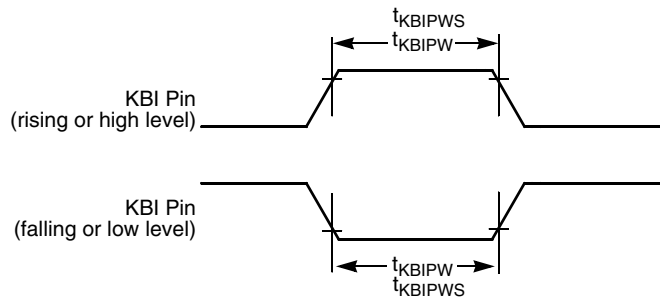 tKBIPWS
tKBIPW
KBI Pin
(rising or high level)
KBI Pin
(falling or low level)
tKBIPW
tKBIPWS